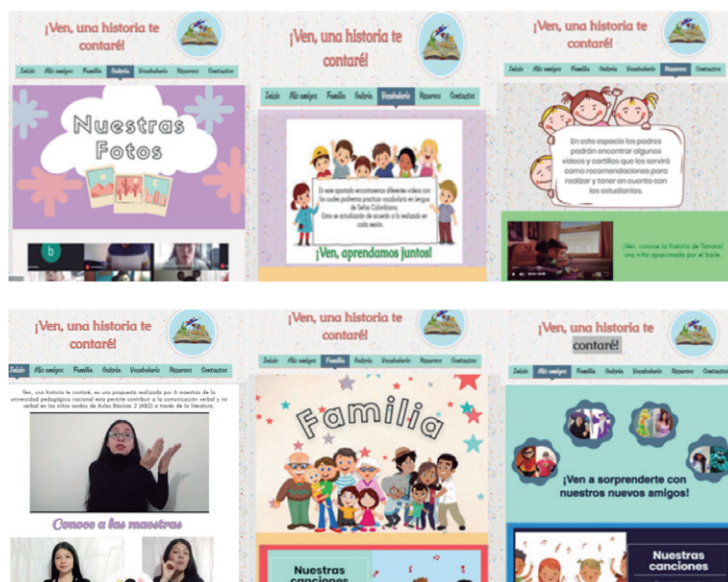 ¡Ven, una historia te
contaré!
Inicio Mis amigos Familia Galería Vocabulario Recursos Contactos
Nuestras
Fotos
b
¡Ven, una historia te
contaré!
Inicio Mis amigos Familia Galería Vocabulario Recursos Contactos
En este apartado encontraremos diferentes videos con
los cuales podremos practicar vocabulario en Lengua
de Señas Colombiana.
Estos se actualizarán de acuerdo a lo realizado en
cada sesión.
¡Ven, aprendamos juntos!
¡Ven, una historia te
contaré!
Inicio Mis amigos Familia Galería Vocabulario Recursos Contactos
En este espacio los padres
podrán encontrar algunos
videos y cartillas que les servirá
como recomendaciones para
realizar y tener en cuenta con
los estudiantes.
¡Ven, conoce la historia de Tamara!
una niña apasionada por el baile.
¡Ven, una historia te
contaré!
Inicio Mis amigos Familia Galería Vocabulario Recursos Contactos
Ven, una historia te contaré, es una propuesta realizada por 6 maestras de la
universidad pedagógica nacional esta permite contribuir a la comunicación verbal y no
verbal en los niños sordos de Aulas Básicas 2 (AB2) a través de la literatura.
Conoce a las maestras
¡Ven, una historia te
contaré!
Inicio Mis amigos Familia Galería Vocabulario Recursos Contactos
Familia
Nuestras
canciones
¡Ven, una historia te
contaré!
Inicio Mis amigos Familia Galería Vocabulario Recursos Contactos
¡Ven a sorprenderte con
nuestros nuevos amigos!
Nuestras
canciones